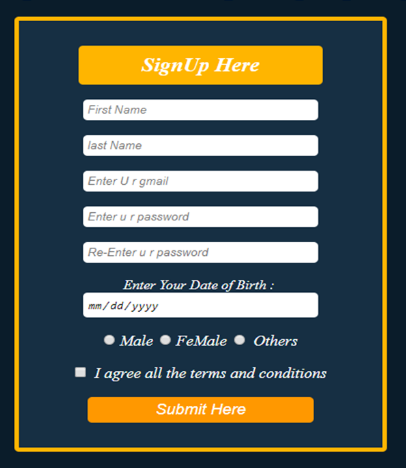 SignUp Here
First Name
last Name
Enter U r gmail
Enter u r password
Re-Enter u r password
Enter Your Date of Birth :
mm/dd/yyyy
Male FeMale Others
I agree all the terms and conditions
Submit Here